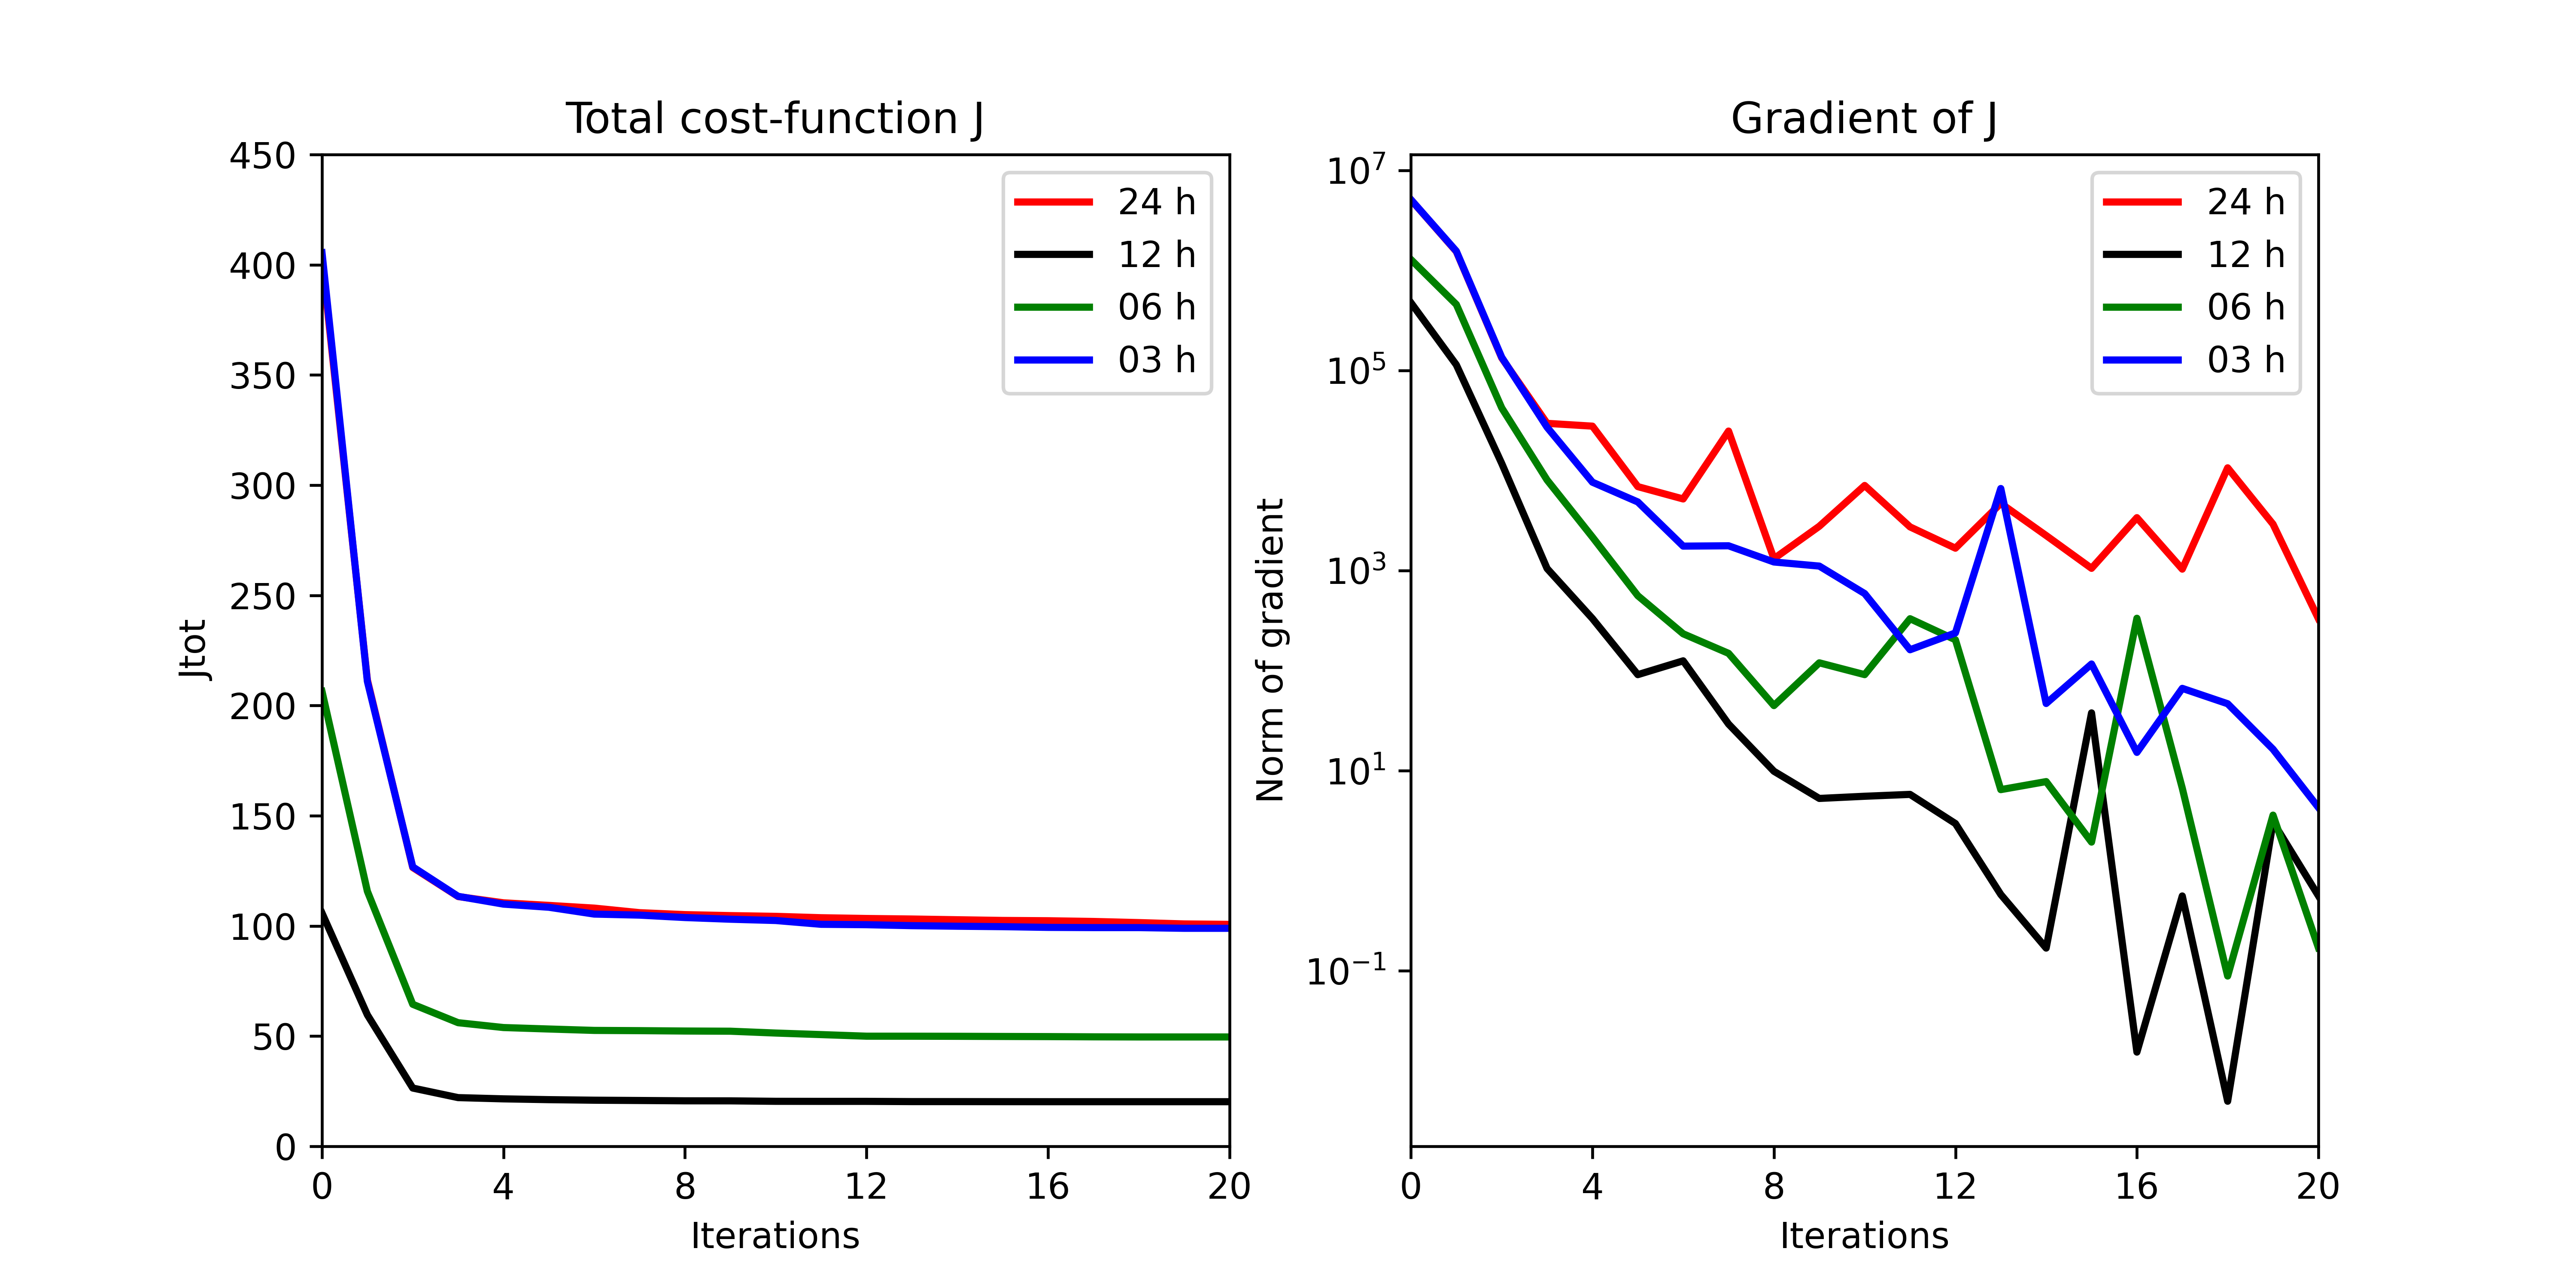 Total cost-function J
450
400
350
300
250
200
150
100
50
0
Jtot
0 4 8 12 16 20
Iterations
24 h
12 h
06 h
03 h
Gradient of J
10⁷
10⁵
10³
10¹
10⁻¹
Norm of gradient
0 4 8 12 16 20
Iterations
24 h
12 h
06 h
03 h